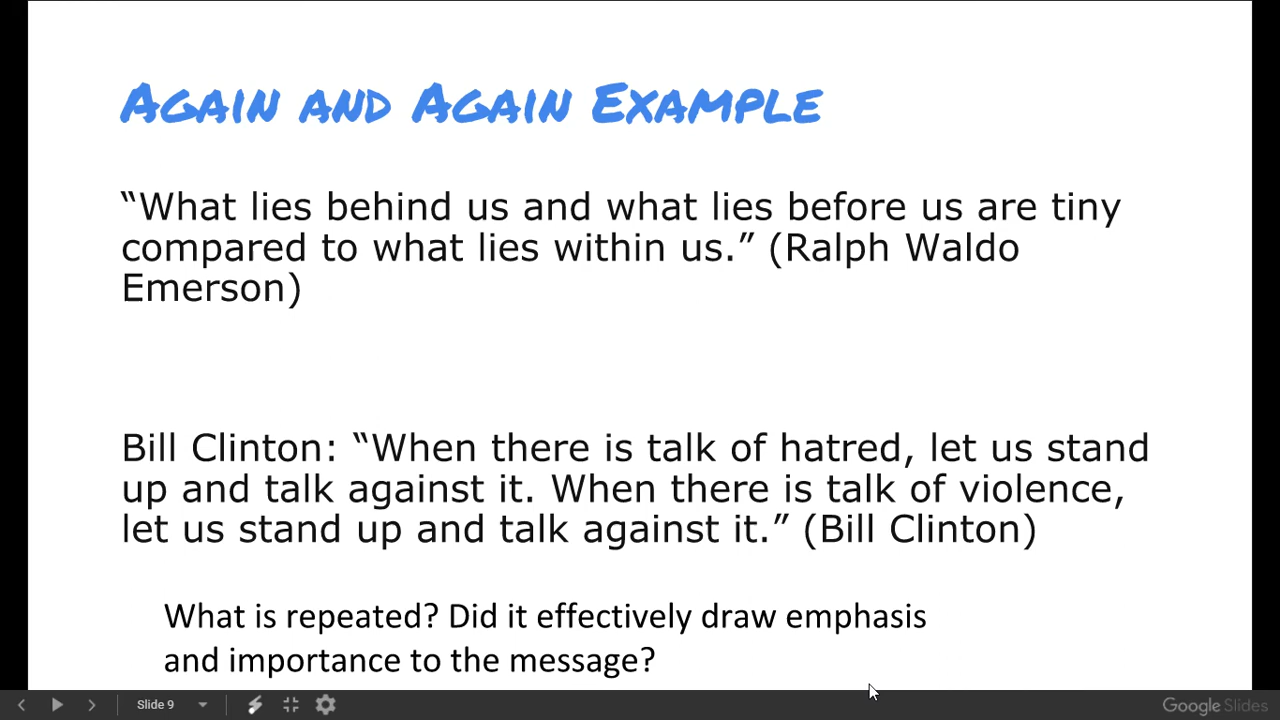 Again and Again Example
“What lies behind us and what lies before us are tiny
compared to what lies within us.” (Ralph Waldo
Emerson)
Bill Clinton: “When there is talk of hatred, let us stand
up and talk against it. When there is talk of violence,
let us stand up and talk against it.” (Bill Clinton)
What is repeated? Did it effectively draw emphasis
and importance to the message?
Slide 9
Google Slides